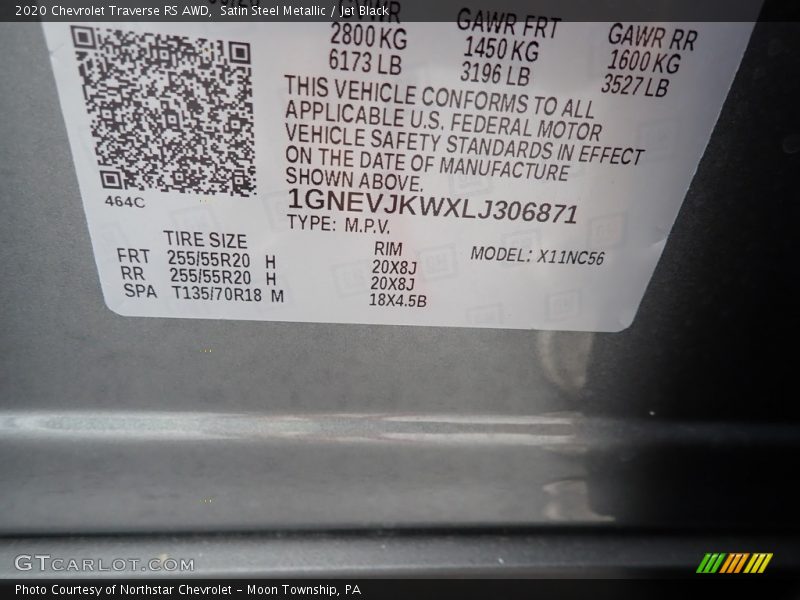 2020 Chevrolet Traverse RS AWD,  Satin Steel Metallic / Jet Black
GVWR
2800 KG
6173 LB
GAWR FRT
1450 KG
3196 LB
GAWR RR
1600 KG
3527 LB
THIS VEHICLE CONFORMS TO ALL
APPLICABLE U.S. FEDERAL MOTOR
VEHICLE SAFETY STANDARDS IN EFFECT
ON THE DATE OF MANUFACTURE
SHOWN ABOVE.
464C
1GNEVJKWXLJ306871
TYPE: M.P.V.
TIRE SIZE
RIM
MODEL: X11NC56
FRT 255/55R20 H 20X8J
RR 255/55R20 H 20X8J
SPA T135/70R18 M 18X4.5B
GTCARLOT.COM
Photo Courtesy of Northstar Chevrolet – Moon Township, PA